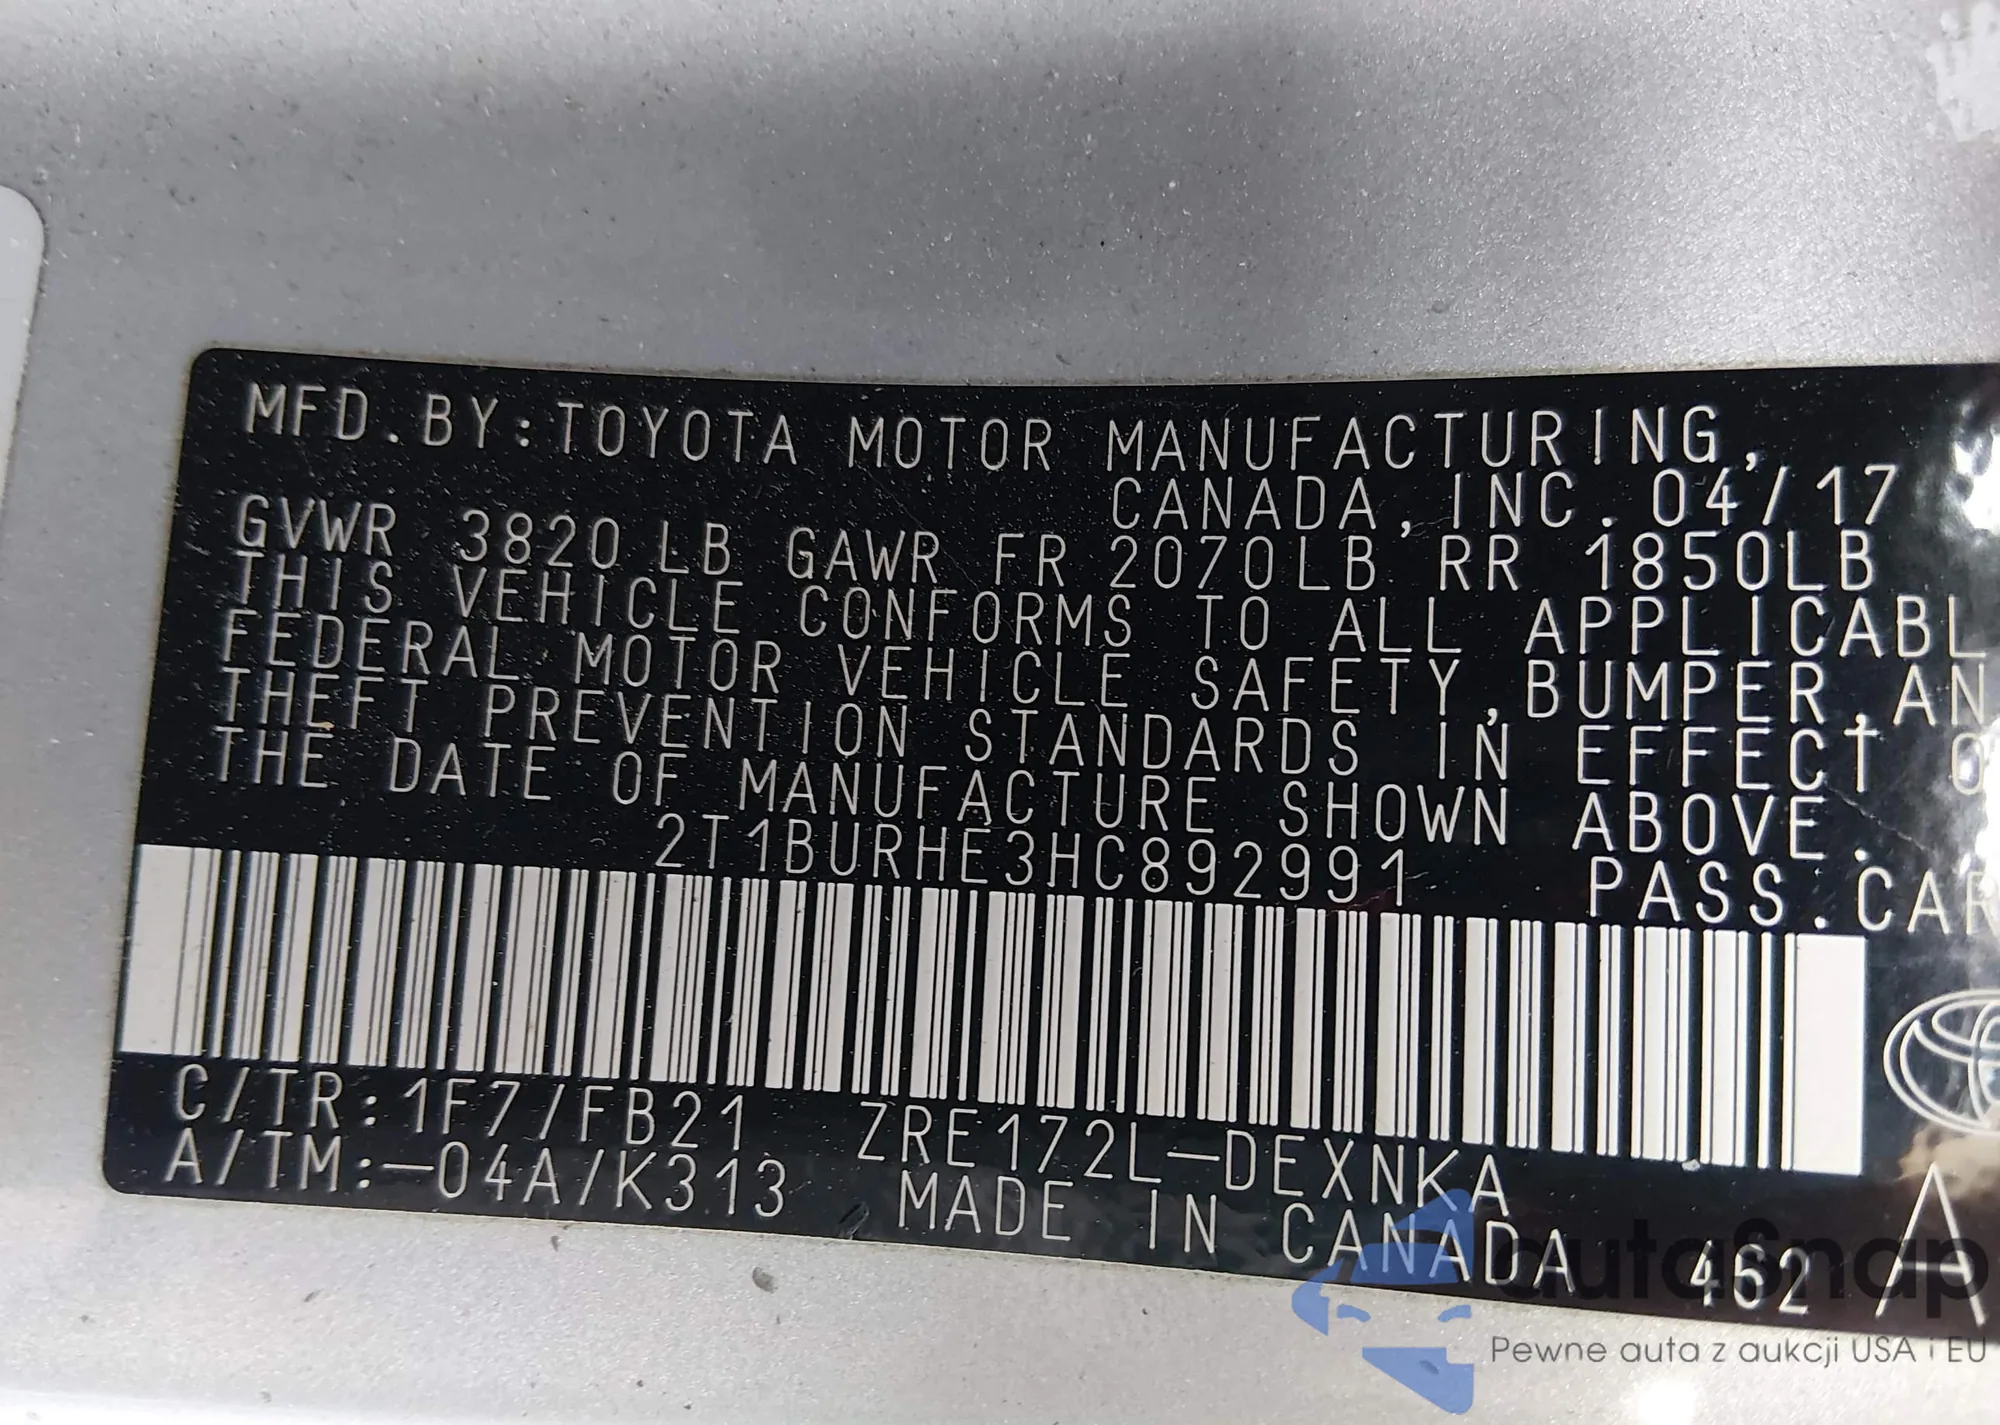 MFD.BY:TOYOTA MOTOR MANUFACTURING,
CANADA,INC. 04/17
GVWR 3820LB GAWR FR 2070LB RR 1850LB
THIS VEHICLE CONFORMS TO ALL APPLICABL
FEDERAL MOTOR VEHICLE SAFETY,BUMPER,AN
THEFT PREVENTION STANDARDS IN EFFECT O
THE DATE OF MANUFACTURE SHOWN ABOVE.
2T1BURHE3HC892991 PASS.CAR
C/TR:1F7/FB21 ZRE172L-DEXNKA
A/TM:-04A/K313 MADE IN CANADA 462 A
autoSnap
Pewne auta z aukcji USA i EU